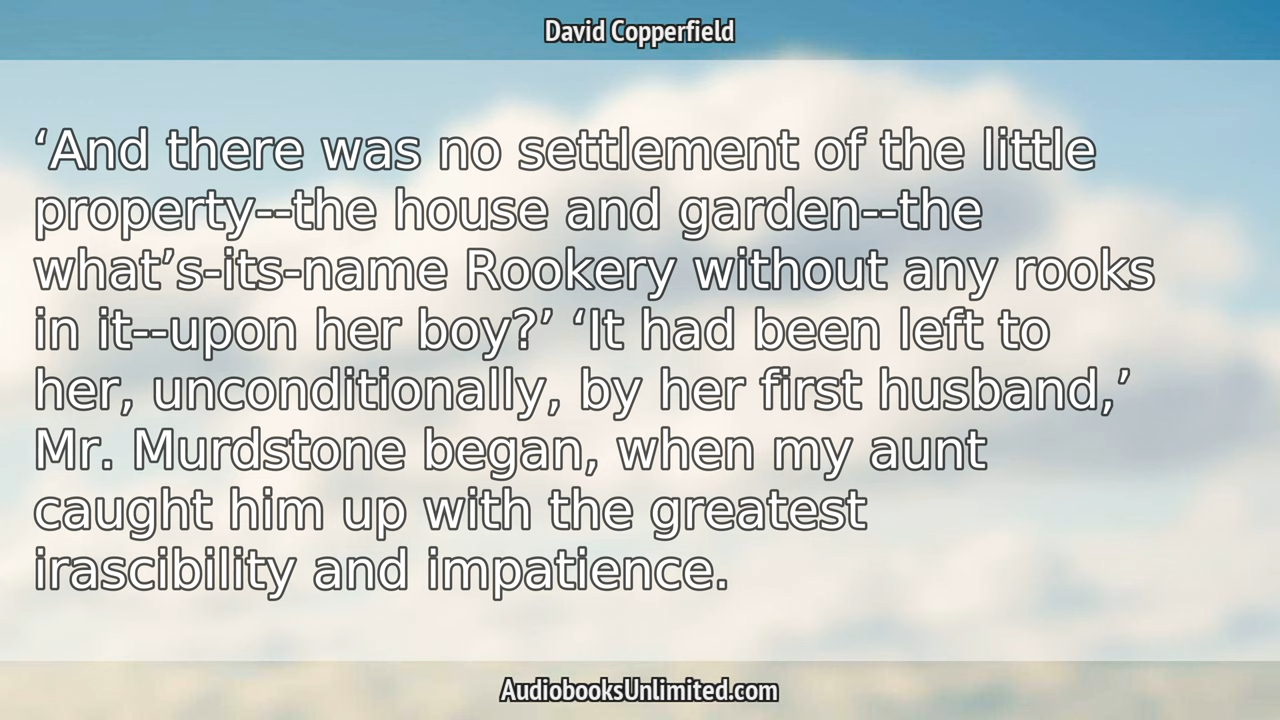 David Copperfield
‘And there was no settlement of the little
property--the house and garden--the
what’s-its-name Rookery without any rooks
in it--upon her boy?’ ‘It had been left to
her, unconditionally, by her first husband,’
Mr. Murdstone began, when my aunt
caught him up with the greatest
irascibility and impatience.
AudiobooksUnlimited.com